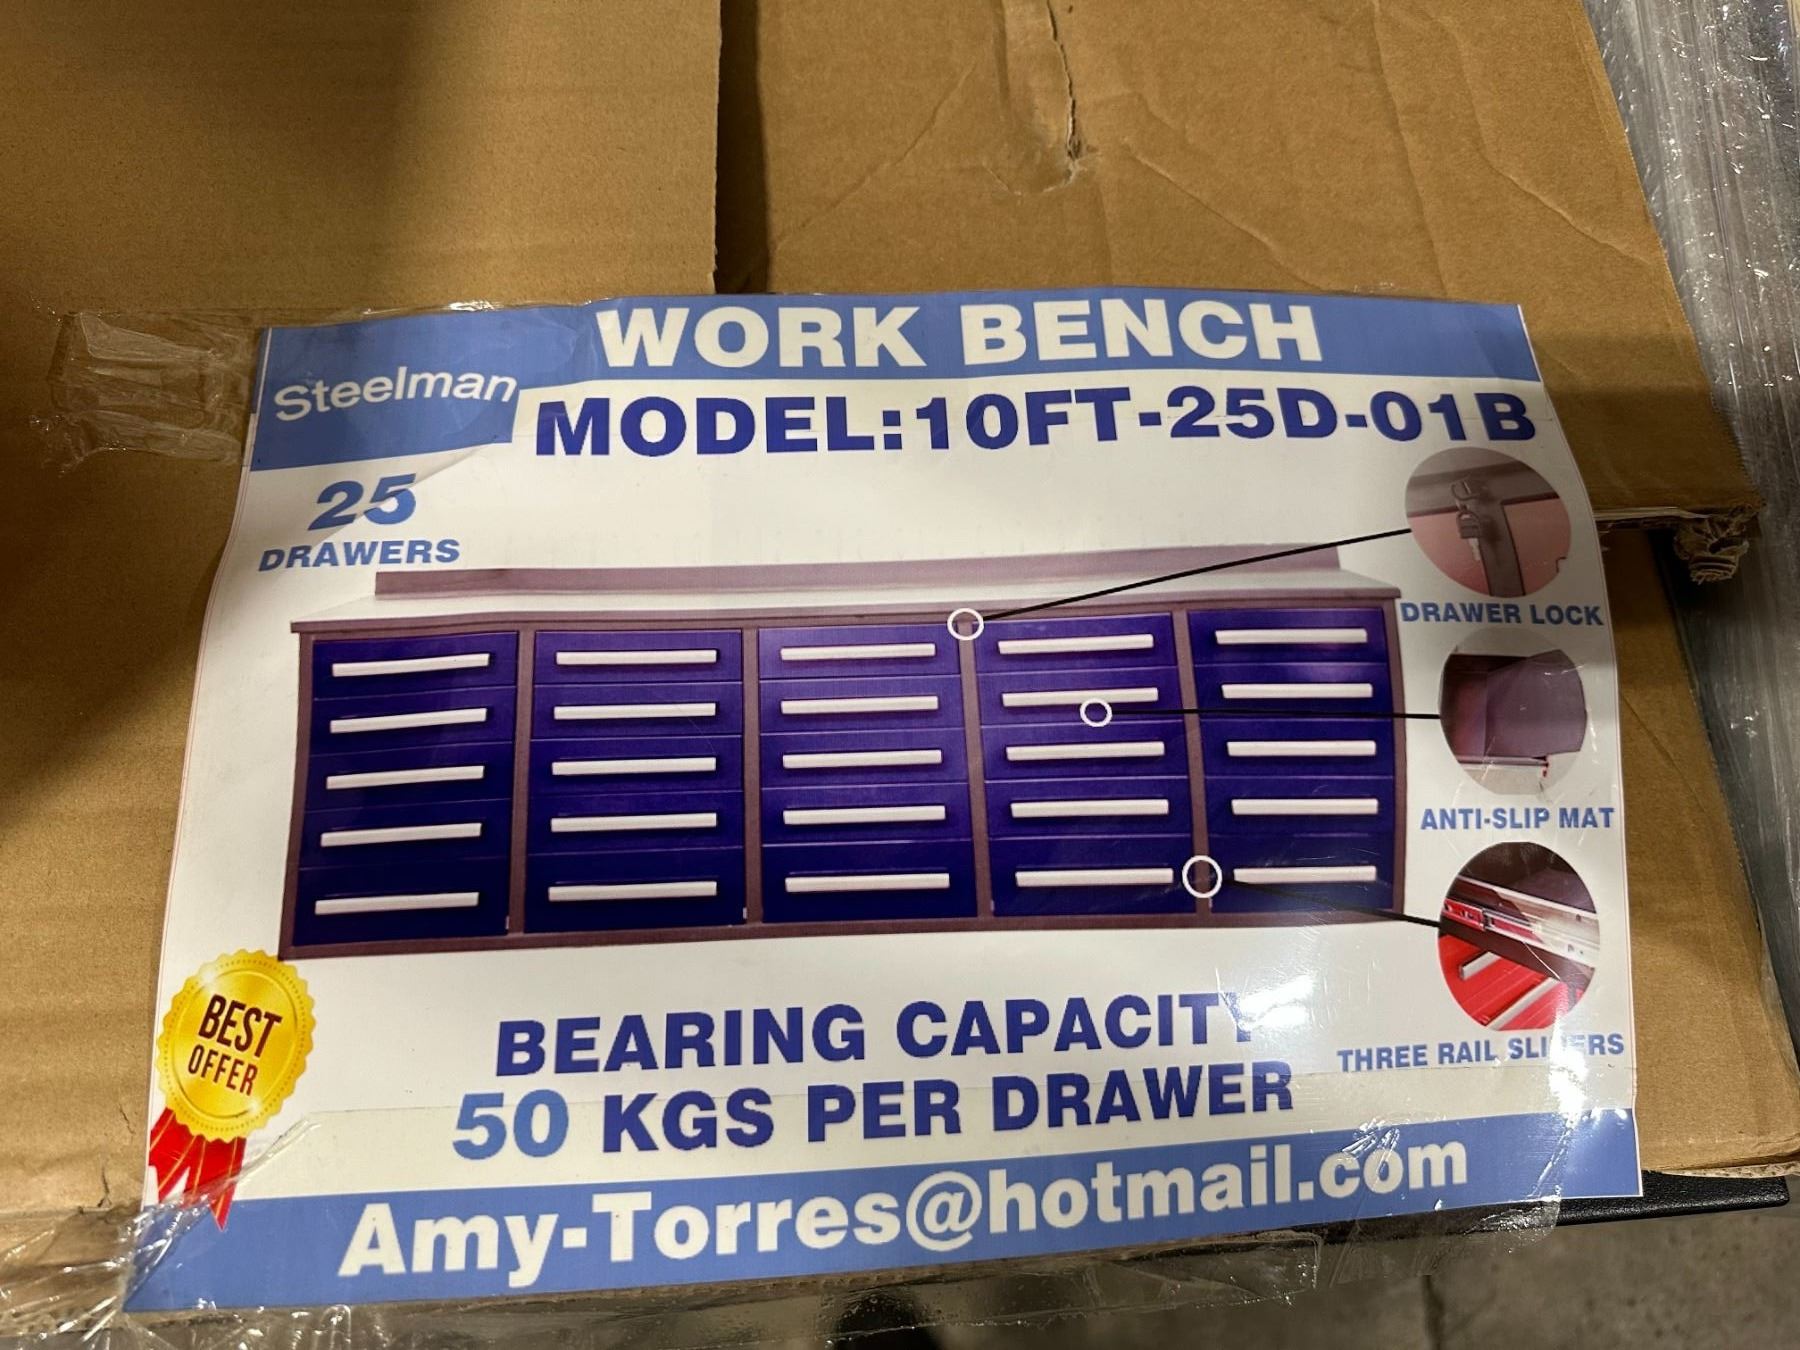 WORK BENCH
Steelman
MODEL:10FT-25D-01B
25
DRAWERS
DRAWER LOCK
ANTI-SLIP MAT
THREE RAIL SLIDERS
BEST
OFFER
BEARING CAPACITY
50 KGS PER DRAWER
Amy-Torres@hotmail.com